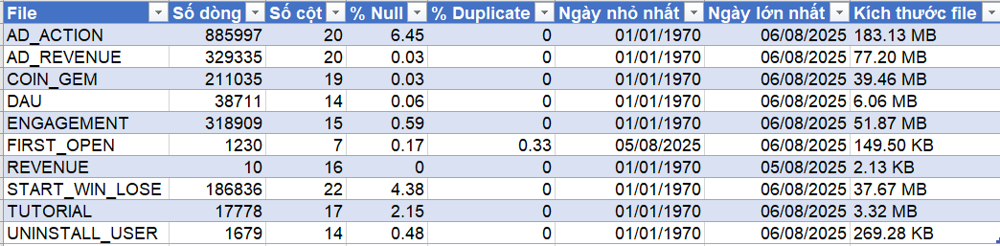 File Số dòng Số cột % Null % Duplicate Ngày nhỏ nhất Ngày lớn nhất Kích thước file
AD_ACTION 885997 20 6.45 0 01/01/1970 06/08/2025 183.13 MB
AD_REVENUE 329335 20 0.03 0 01/01/1970 06/08/2025 77.20 MB
COIN_GEM 211035 19 0.03 0 01/01/1970 06/08/2025 39.46 MB
DAU 38711 14 0.06 0 01/01/1970 06/08/2025 6.06 MB
ENGAGEMENT 318909 15 0.59 0 01/01/1970 06/08/2025 51.87 MB
FIRST_OPEN 1230 7 0.17 0.33 05/08/2025 06/08/2025 149.50 KB
REVENUE 10 16 0 0 01/01/1970 05/08/2025 2.13 KB
START_WIN_LOSE 186836 22 4.38 0 01/01/1970 06/08/2025 37.67 MB
TUTORIAL 17778 17 2.15 0 01/01/1970 06/08/2025 3.32 MB
UNINSTALL_USER 1679 14 0.48 0 01/01/1970 06/08/2025 269.28 KB